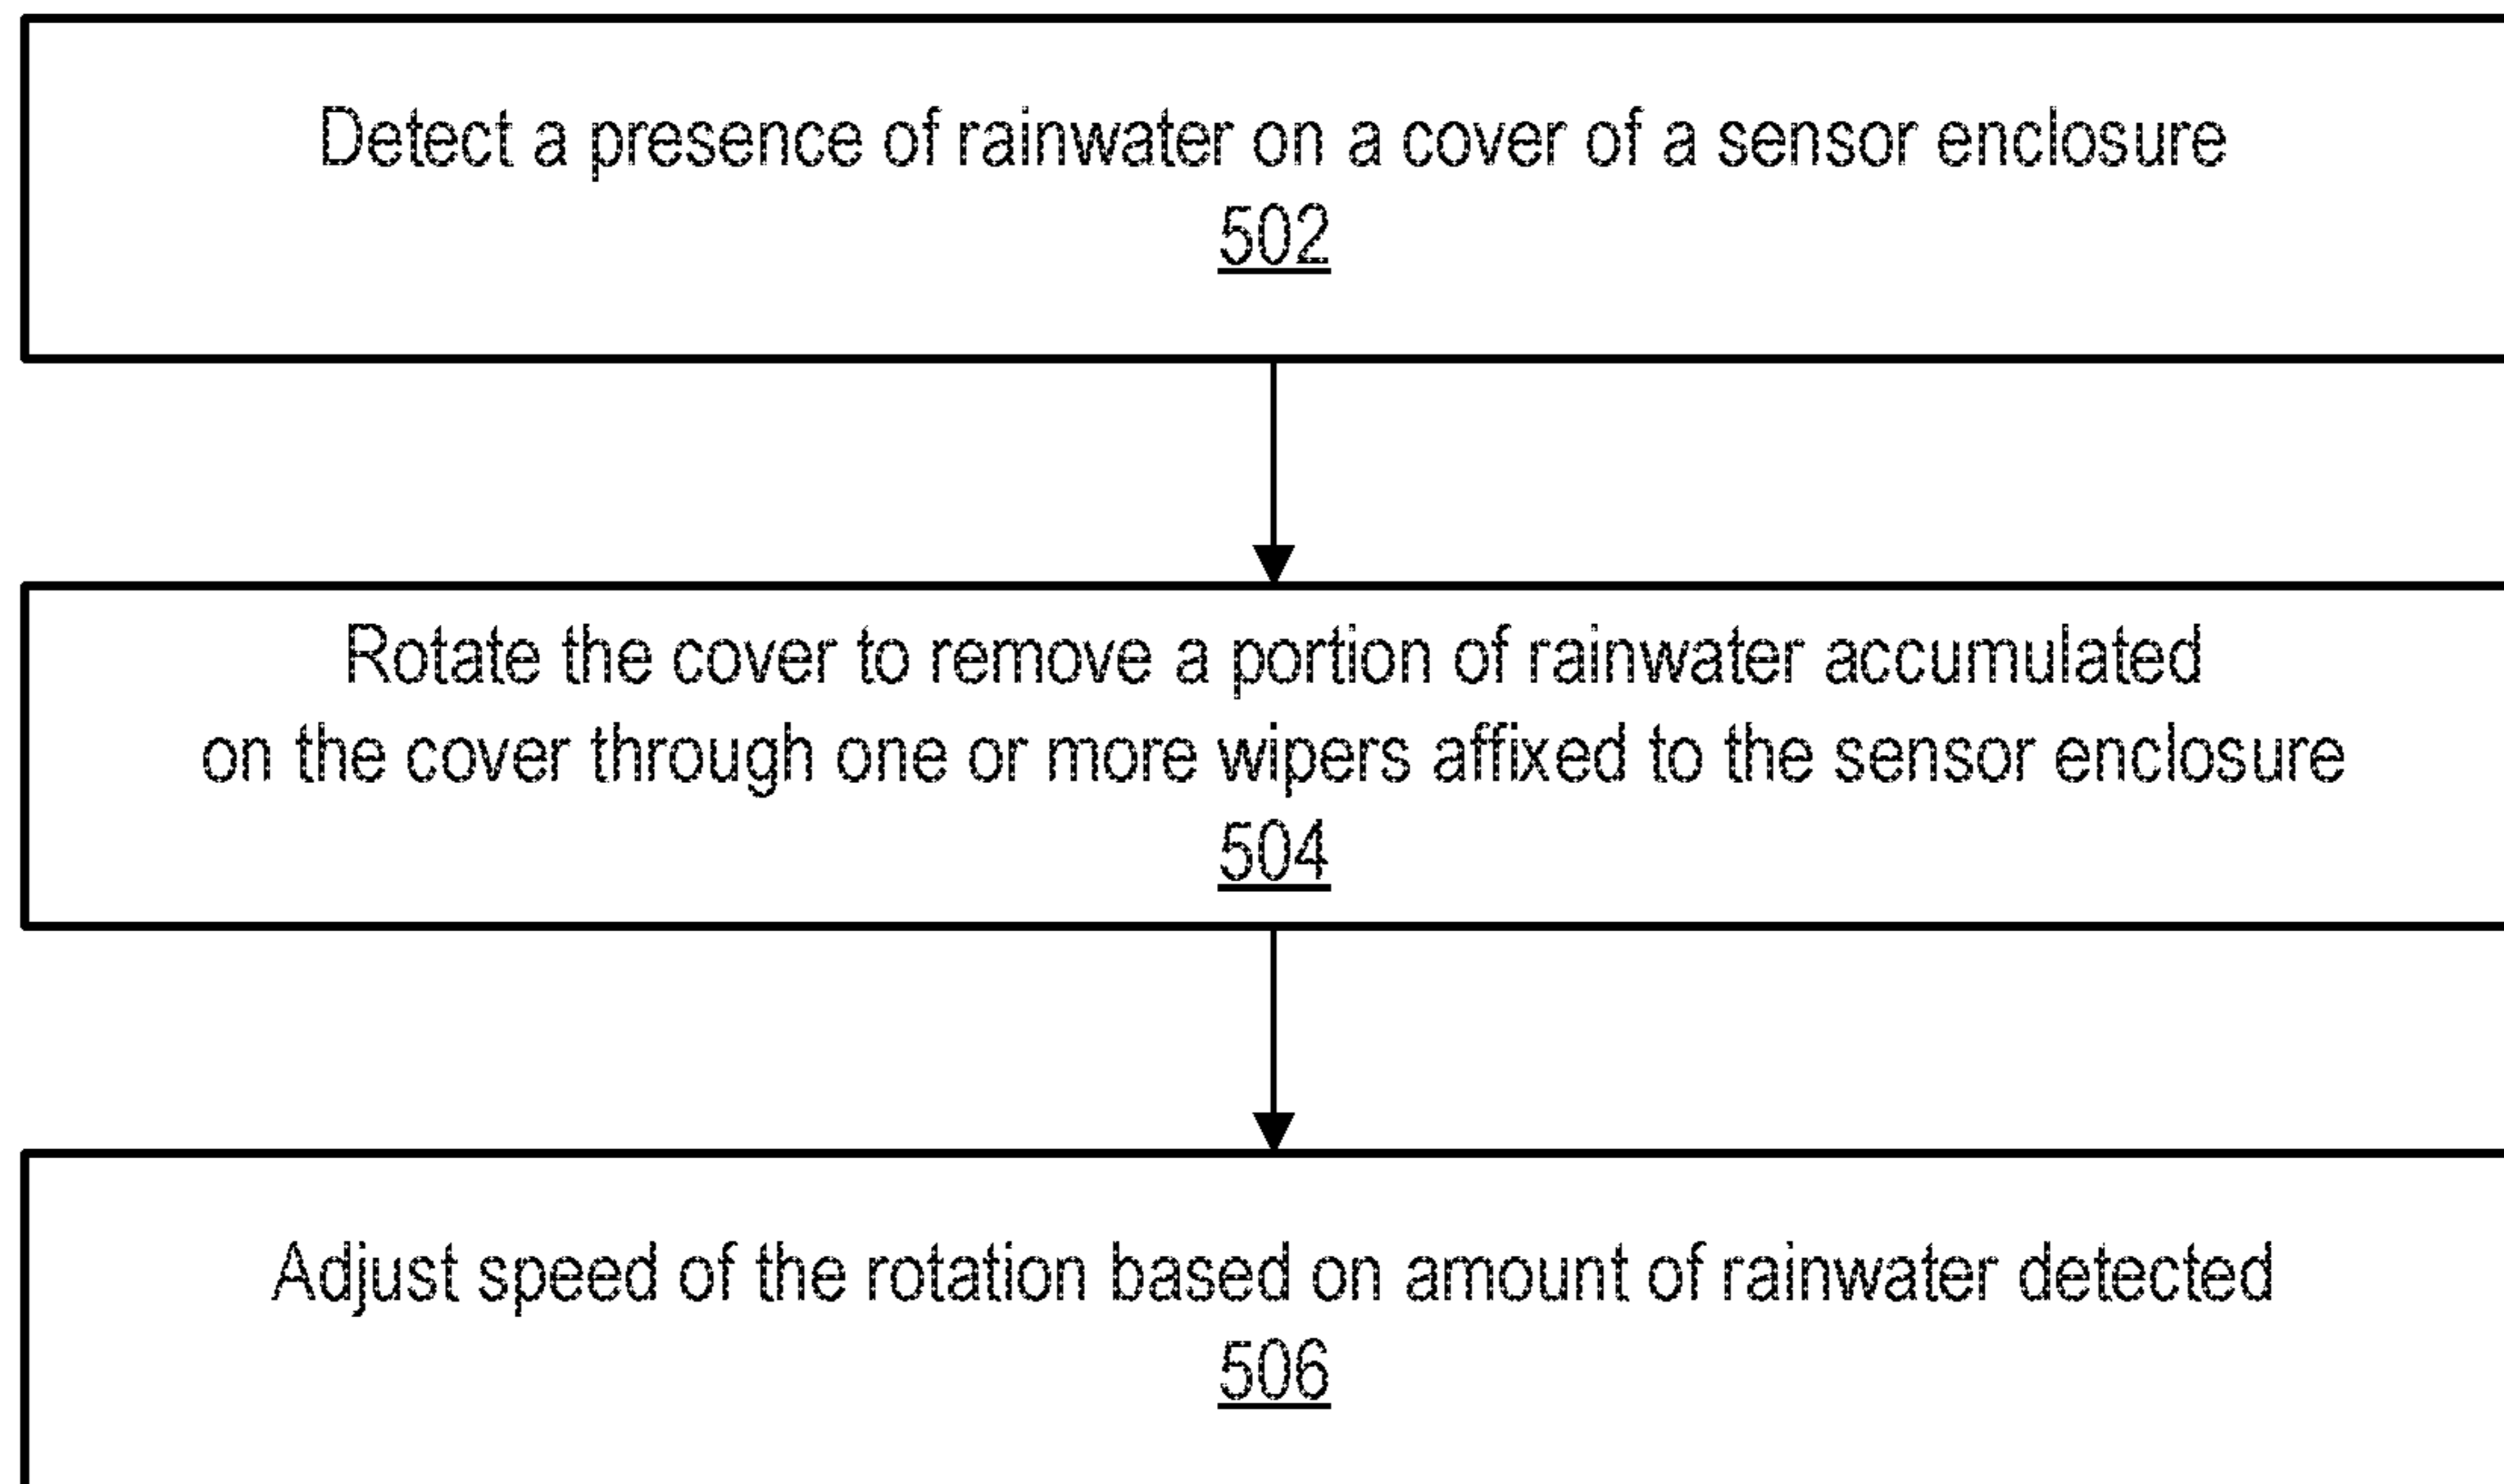 Detect a presence of rainwater on a cover of a sensor enclosure
502
Rotate the cover to remove a portion of rainwater accumulated
on the cover through one or more wipers affixed to the sensor enclosure
504
Adjust speed of the rotation based on amount of rainwater detected
506